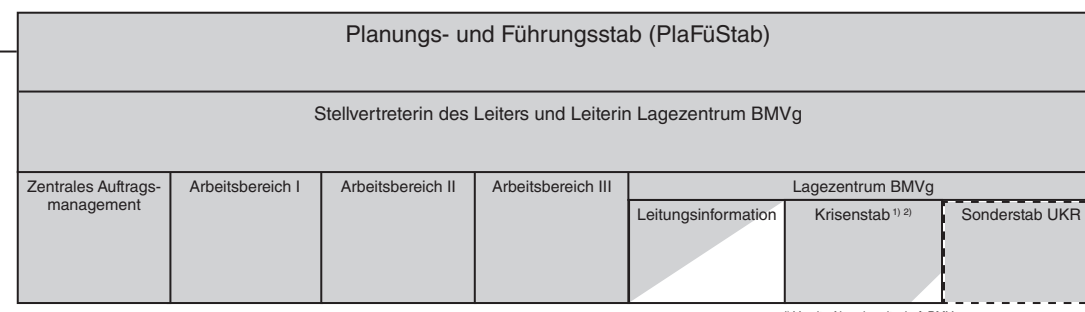 Planungs- und Führungsstab (PlaFüStab)
Stellvertreterin des Leiters und Leiterin Lagezentrum BMVg
Zentrales Auftrags-
management
Arbeitsbereich I
Arbeitsbereich II
Arbeitsbereich III
Lagezentrum BMVg
Leitungsinformation
Krisenstab 1) 2)
Sonderstab UKR